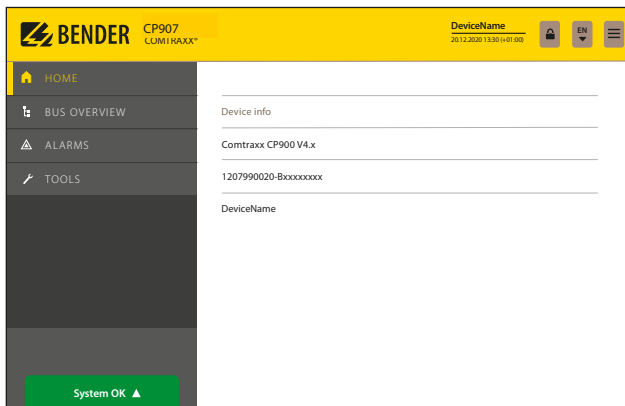 BENDER
CP907
COMTRAXX®
DeviceName
20.12.2020 13:30 (+01:00)
EN
HOME
BUS OVERVIEW
ALARMS
TOOLS
Device info
Comtraxx CP900 V4.x
1207990020-Bxxxxxxxx
DeviceName
System OK